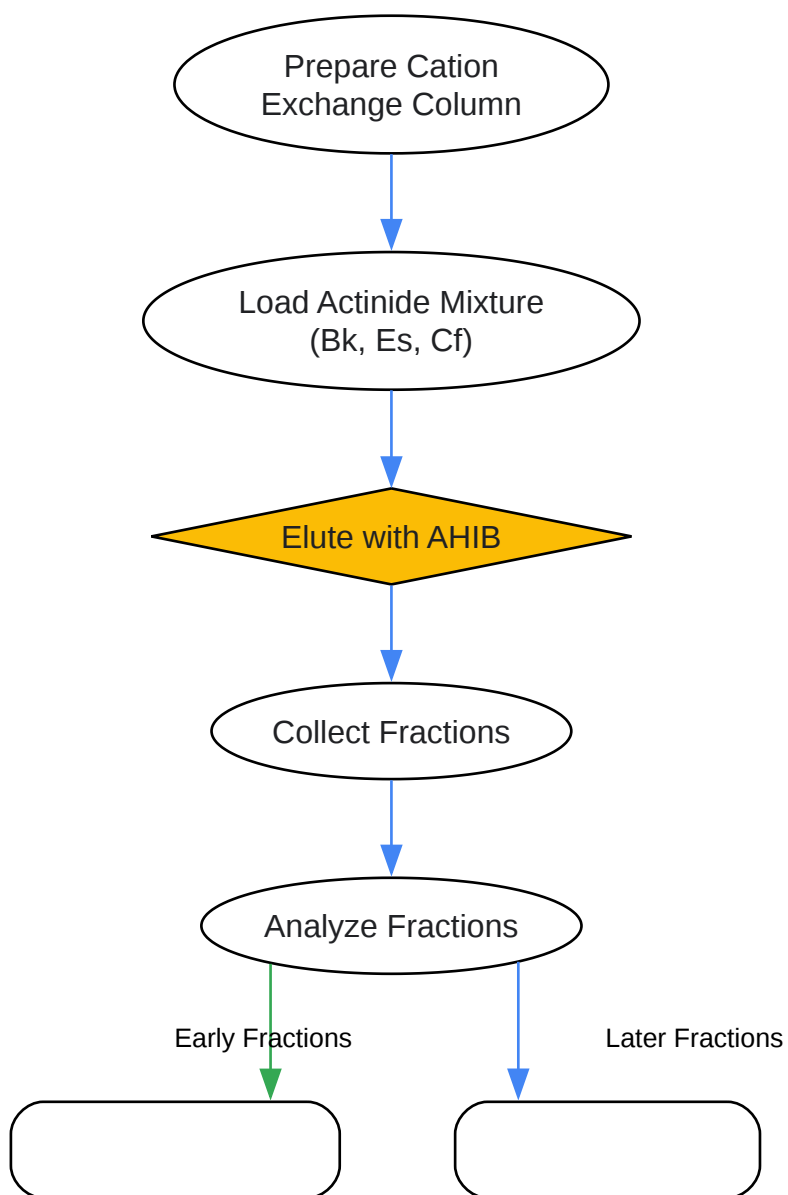 Prepare Cation
Exchange Column
Load Actinide Mixture
(Bk, Es, Cf)
Elute with AHIB
Collect Fractions
Analyze Fractions
Early Fractions
Later Fractions